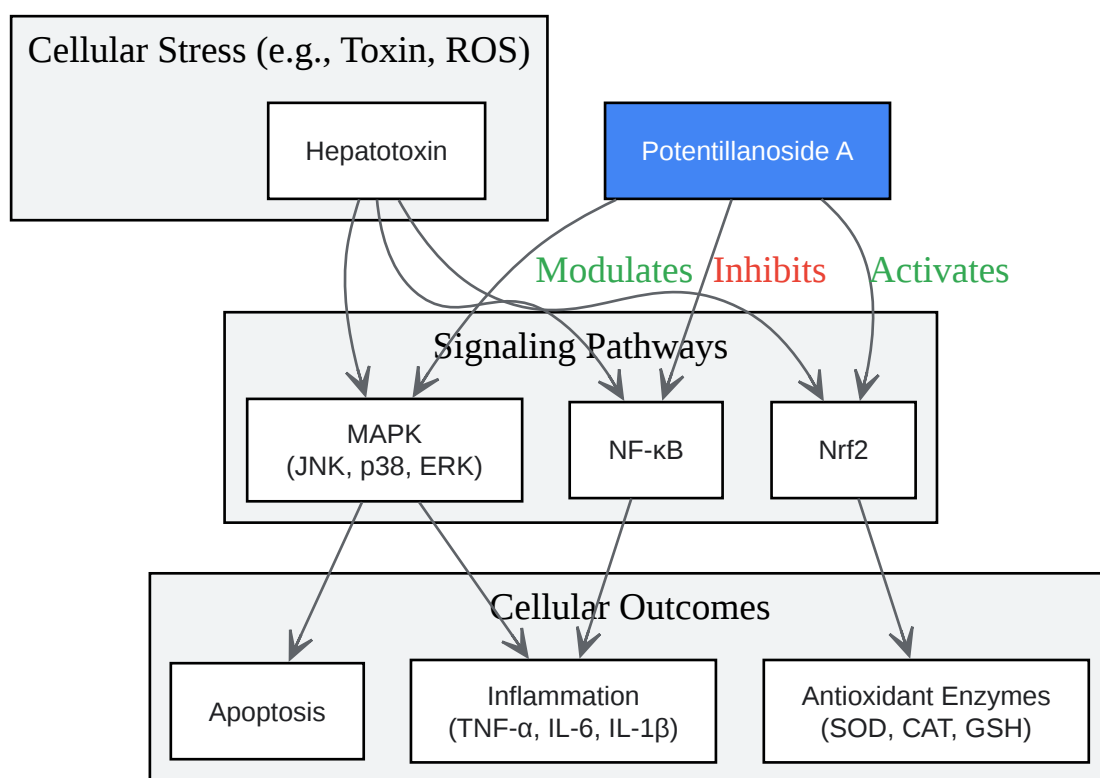 Cellular Stress (e.g., Toxin, ROS)
Hepatotoxin
Potentillanoside A
Modulates
Inhibits
Activates
Signaling Pathways
MAPK
(JNK, p38, ERK)
NF-κB
Nrf2
Cellular Outcomes
Apoptosis
Inflammation
(TNF-α, IL-6, IL-1β)
Antioxidant Enzymes
(SOD, CAT, GSH)